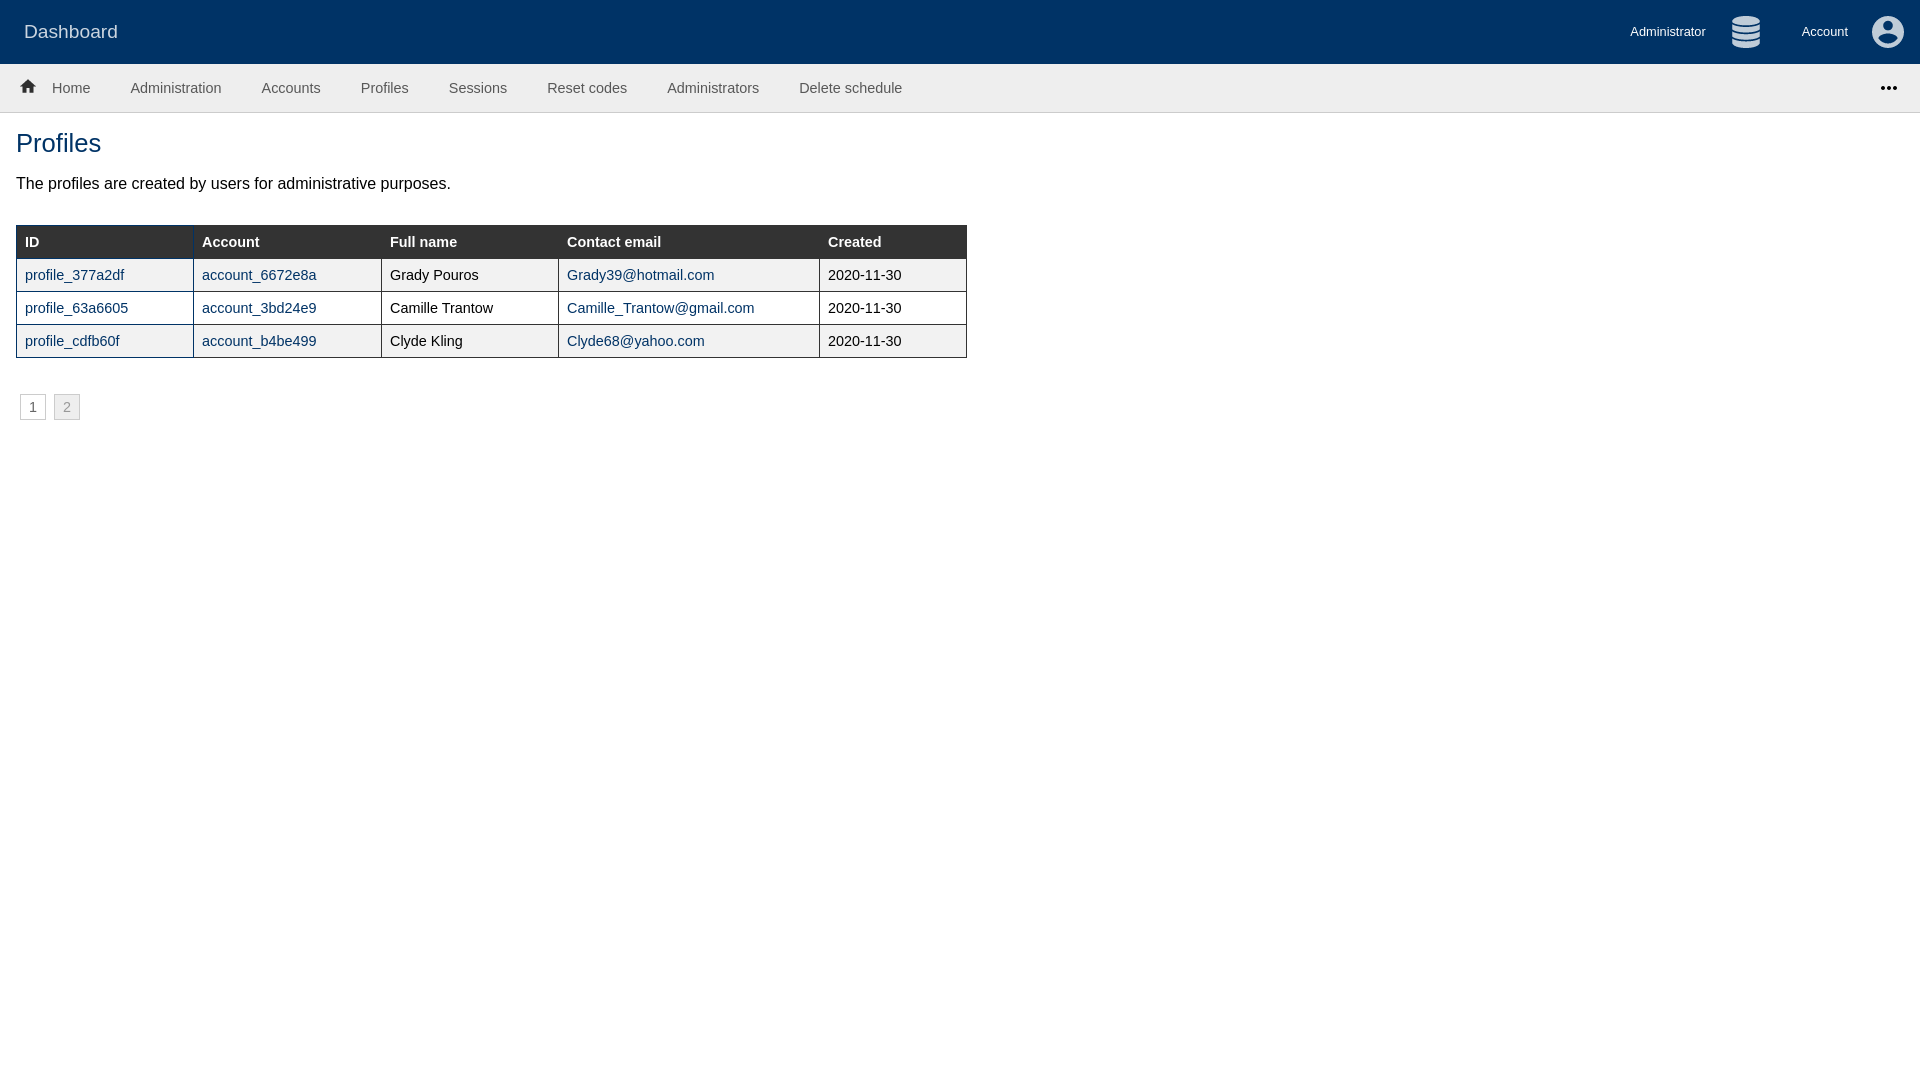 Dashboard
Administrator
Account
Home
Administration
Accounts
Profiles
Sessions
Reset codes
Administrators
Delete schedule
Profiles
The profiles are created by users for administrative purposes.
ID Account Full name Contact email Created
profile_377a2df account_6672e8a Grady Pouros Grady39@hotmail.com 2020-11-30
profile_63a6605 account_3bd24e9 Camille Trantow Camille_Trantow@gmail.com 2020-11-30
profile_cdfb60f account_b4be499 Clyde Kling Clyde68@yahoo.com 2020-11-30
1 2